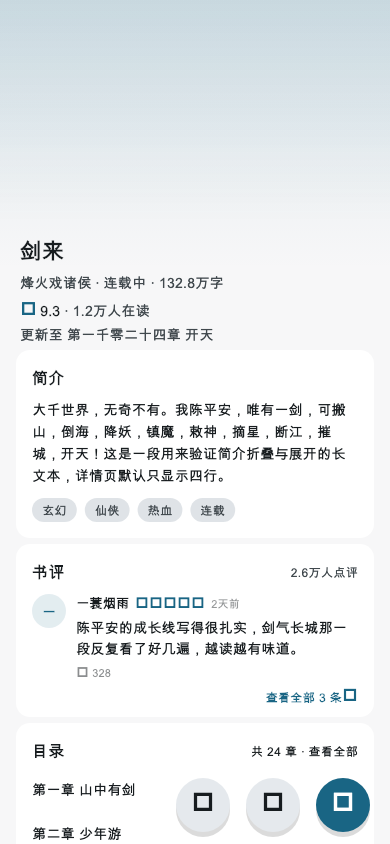 剑来
烽火戏诸侯 · 连载中 · 132.8万字
9.3 · 1.2万人在读
更新至 第一千零二十四章 开天
简介
大千世界，无奇不有。我陈平安，唯有一剑，可搬
山，倒海，降妖，镇魔，敕神，摘星，断江，摧
城，开天！这是一段用来验证简介折叠与展开的长
文本，详情页默认只显示四行。
玄幻 仙侠 热血 连载
书评 2.6万人点评
一 一蓑烟雨 2天前
陈平安的成长线写得很扎实，剑气长城那一
段反复看了好几遍，越读越有味道。
328
查看全部 3 条
目录 共 24 章 · 查看全部
第一章 山中有剑
第二章 少年游